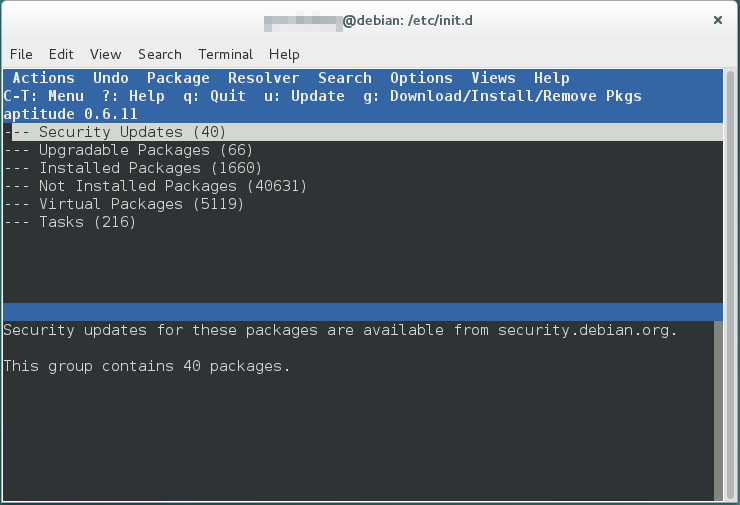 @debian: /etc/init.d ×
File Edit View Search Terminal Help
Actions Undo Package Resolver Search Options Views Help
C-T: Menu ?: Help q: Quit u: Update g: Download/Install/Remove Pkgs
aptitude 0.6.11
--- Security Updates (40)
--- Upgradable Packages (66)
--- Installed Packages (1660)
--- Not Installed Packages (40631)
--- Virtual Packages (5119)
--- Tasks (216)
Security updates for these packages are available from security.debian.org.
This group contains 40 packages.